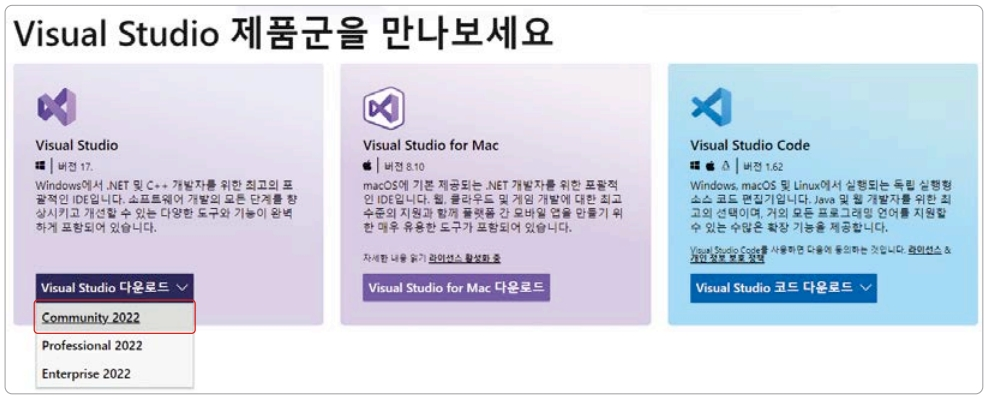 Visual Studio 제품군을 만나보세요
Visual Studio
버전 17.
Windows에서 .NET 및 C++ 개발자를 위한 최고의 포
괄적인 IDE입니다. 소프트웨어 개발의 모든 단계를 향
상시키고 개선할 수 있는 다양한 도구와 기능이 완벽
하게 포함되어 있습니다.
Visual Studio 다운로드
Community 2022
Professional 2022
Enterprise 2022
Visual Studio for Mac
버전 8.10
macOS에 기본 제공되는 .NET 개발자를 위한 포괄적
인 IDE입니다. 웹, 클라우드 및 게임 개발에 대한 최고
수준의 지원과 함께 플랫폼 간 모바일 앱을 만들기 위
한 매우 유용한 도구가 포함되어 있습니다.
자세한 내용 읽기 라이선스 활성화 중
Visual Studio for Mac 다운로드
Visual Studio Code
버전 1.62
Windows, macOS 및 Linux에서 실행되는 독립 실행형
소스 코드 편집기입니다. Java 및 웹 개발자를 위한 최
고의 선택이며, 거의 모든 프로그래밍 언어를 지원할
수 있는 수많은 확장 기능을 제공합니다.
Visual Studio Code를 사용하면 다음에 동의하는 것입니다. 라이선스 &
개인 정보 보호 정책
Visual Studio 코드 다운로드